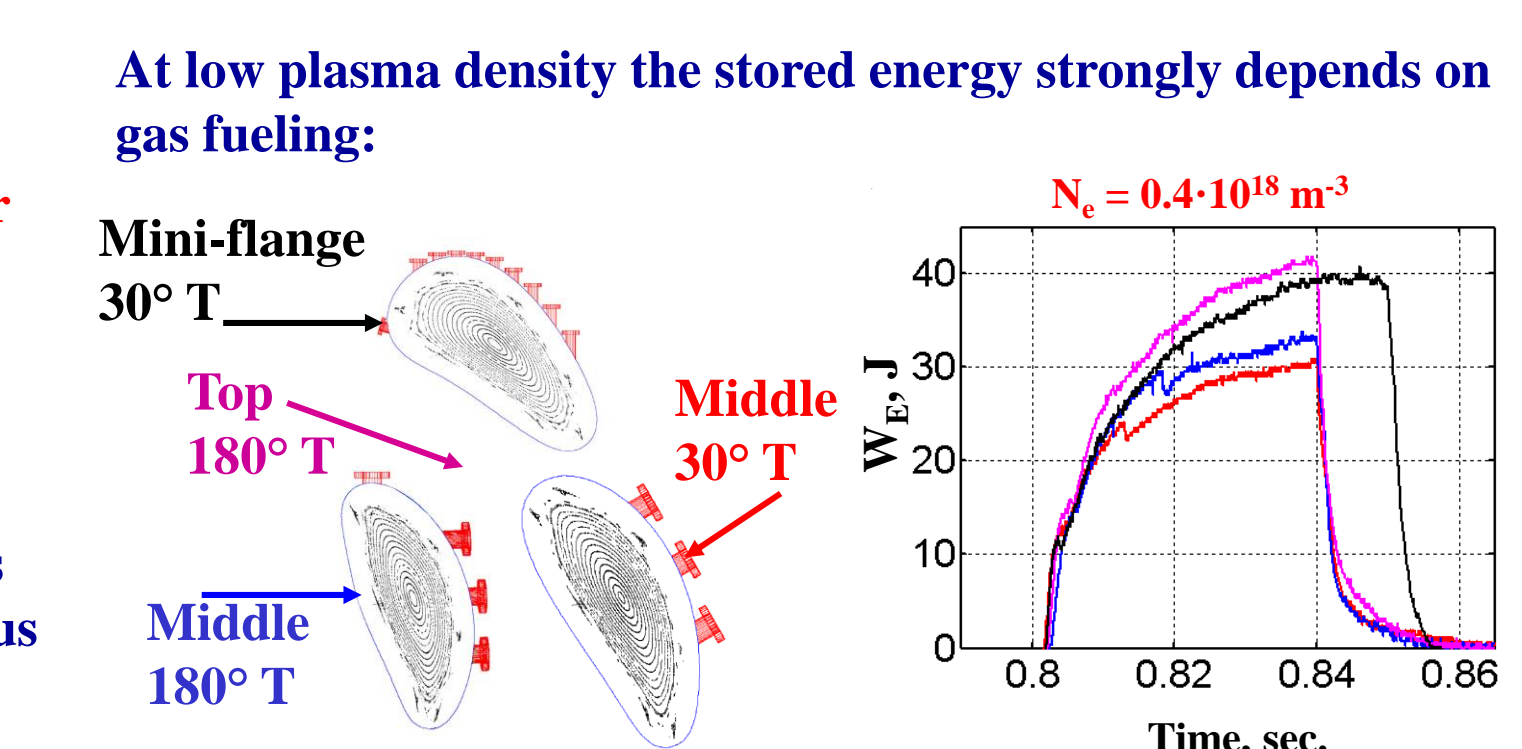 At low plasma density the stored energy strongly depends on
gas fueling:
r
Mini-flange
30° T
Top
180° T
Middle
30° T
s
us
Middle
180° T
Nₑ = 0.4·10¹⁸ m⁻³
W_E, J
40
30
20
10
0
0.8 0.82 0.84 0.86
Time, sec.